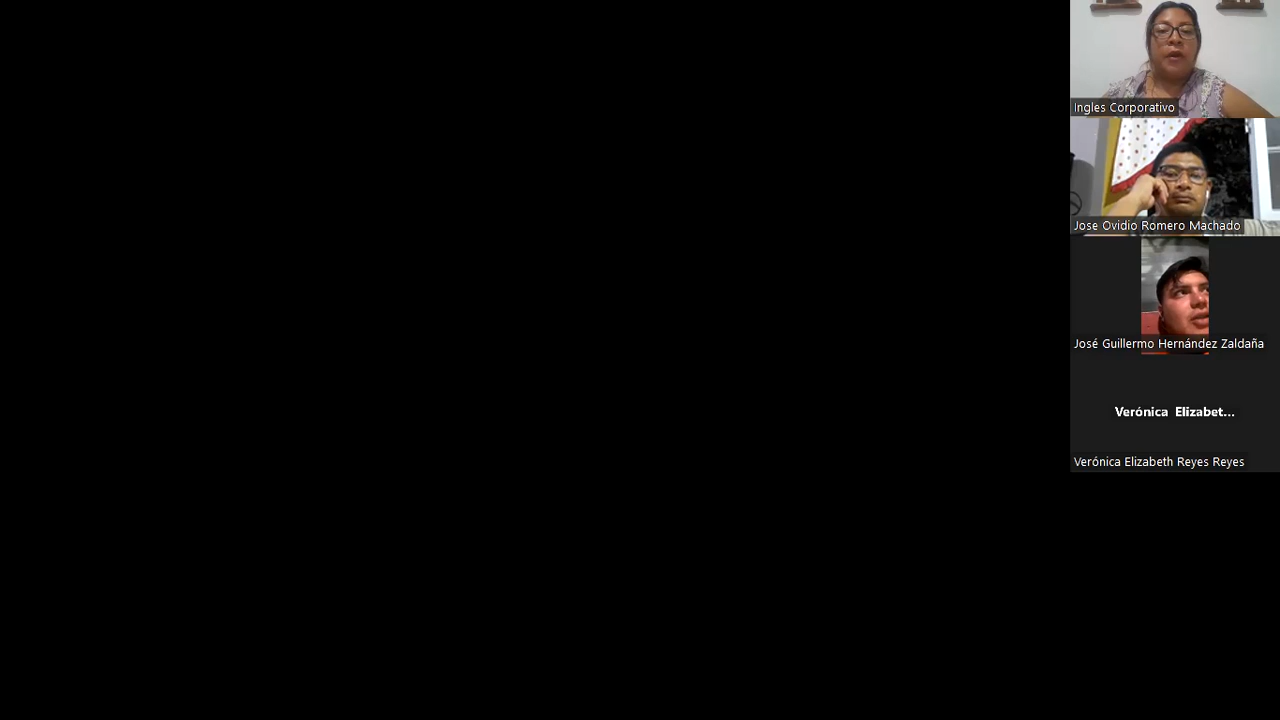 Ingles Corporativo
Jose Ovidio Romero Machado
José Guillermo Hernández Zaldaña
Verónica Elizabet...
Verónica Elizabeth Reyes Reyes